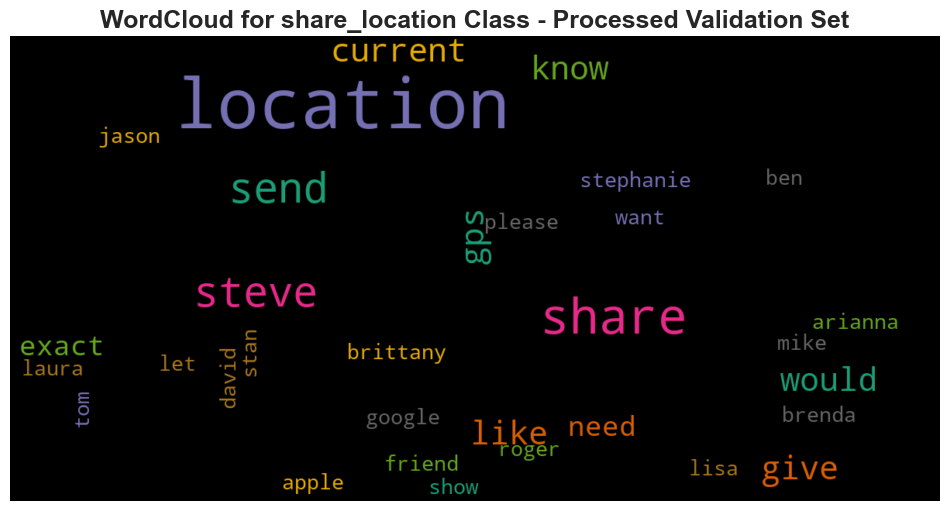 WordCloud for share_location Class - Processed Validation Set
current
know
location
jason
send
stephanie
ben
want
please
gps
steve
share
arianna
mike
exact
laura
let
david
stan
brittany
would
tom
google
brenda
like
need
roger
friend
lisa
give
apple
show